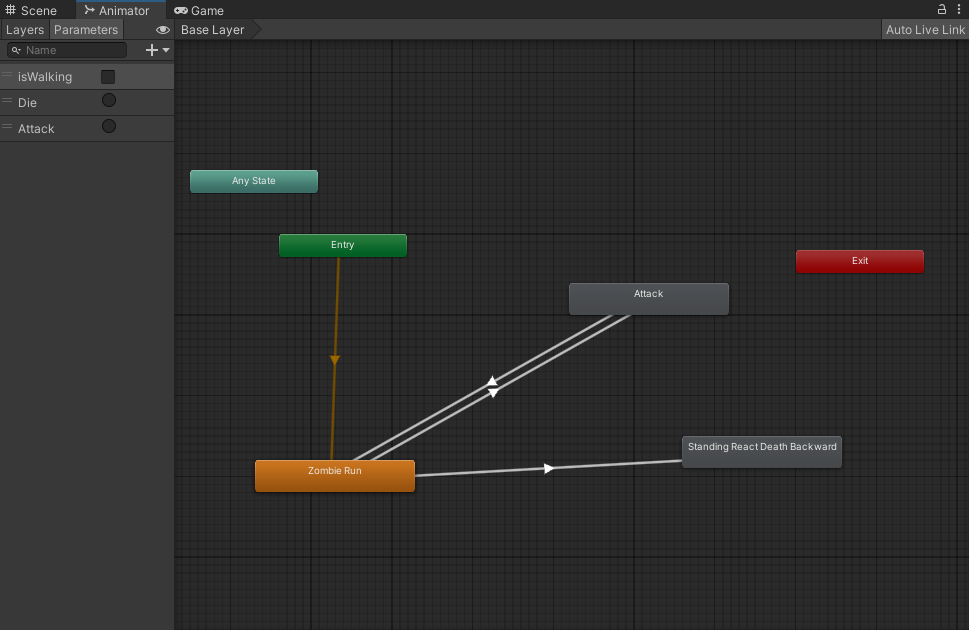 Scene Animator Game
Layers Parameters Base Layer Auto Live Link
Name
isWalking
Die
Attack
Any State
Entry
Exit
Attack
Standing React Death Backward
Zombie Run